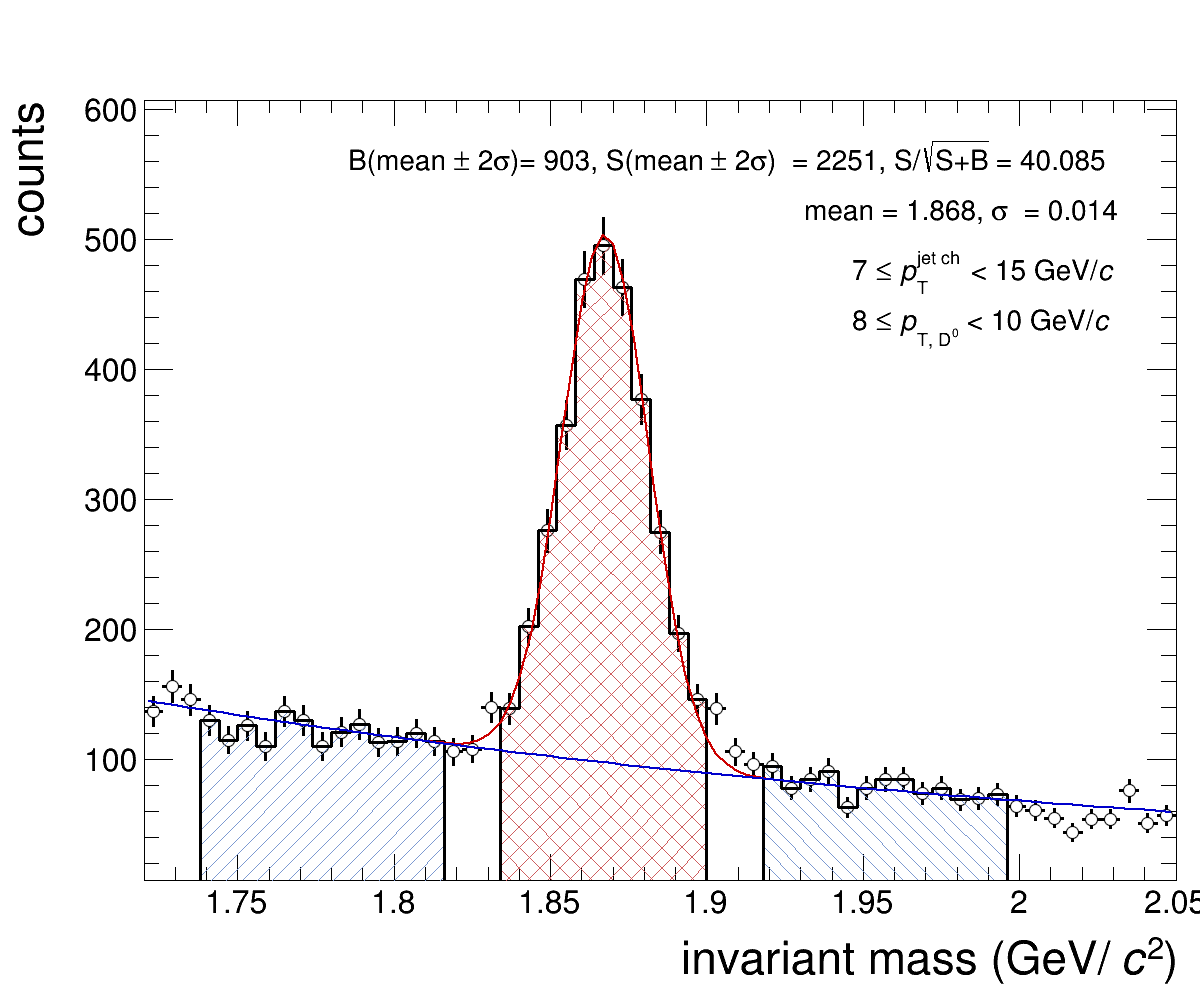 counts
600
500
400
300
200
100
B(mean ± 2σ)= 903, S(mean ± 2σ) = 2251, S/√S+B = 40.085
mean = 1.868, σ = 0.014
7 ≤ p_T^jet ch < 15 GeV/c
8 ≤ p_T, D⁰ < 10 GeV/c
1.75 1.8 1.85 1.9 1.95 2 2.05
invariant mass (GeV/ c²)